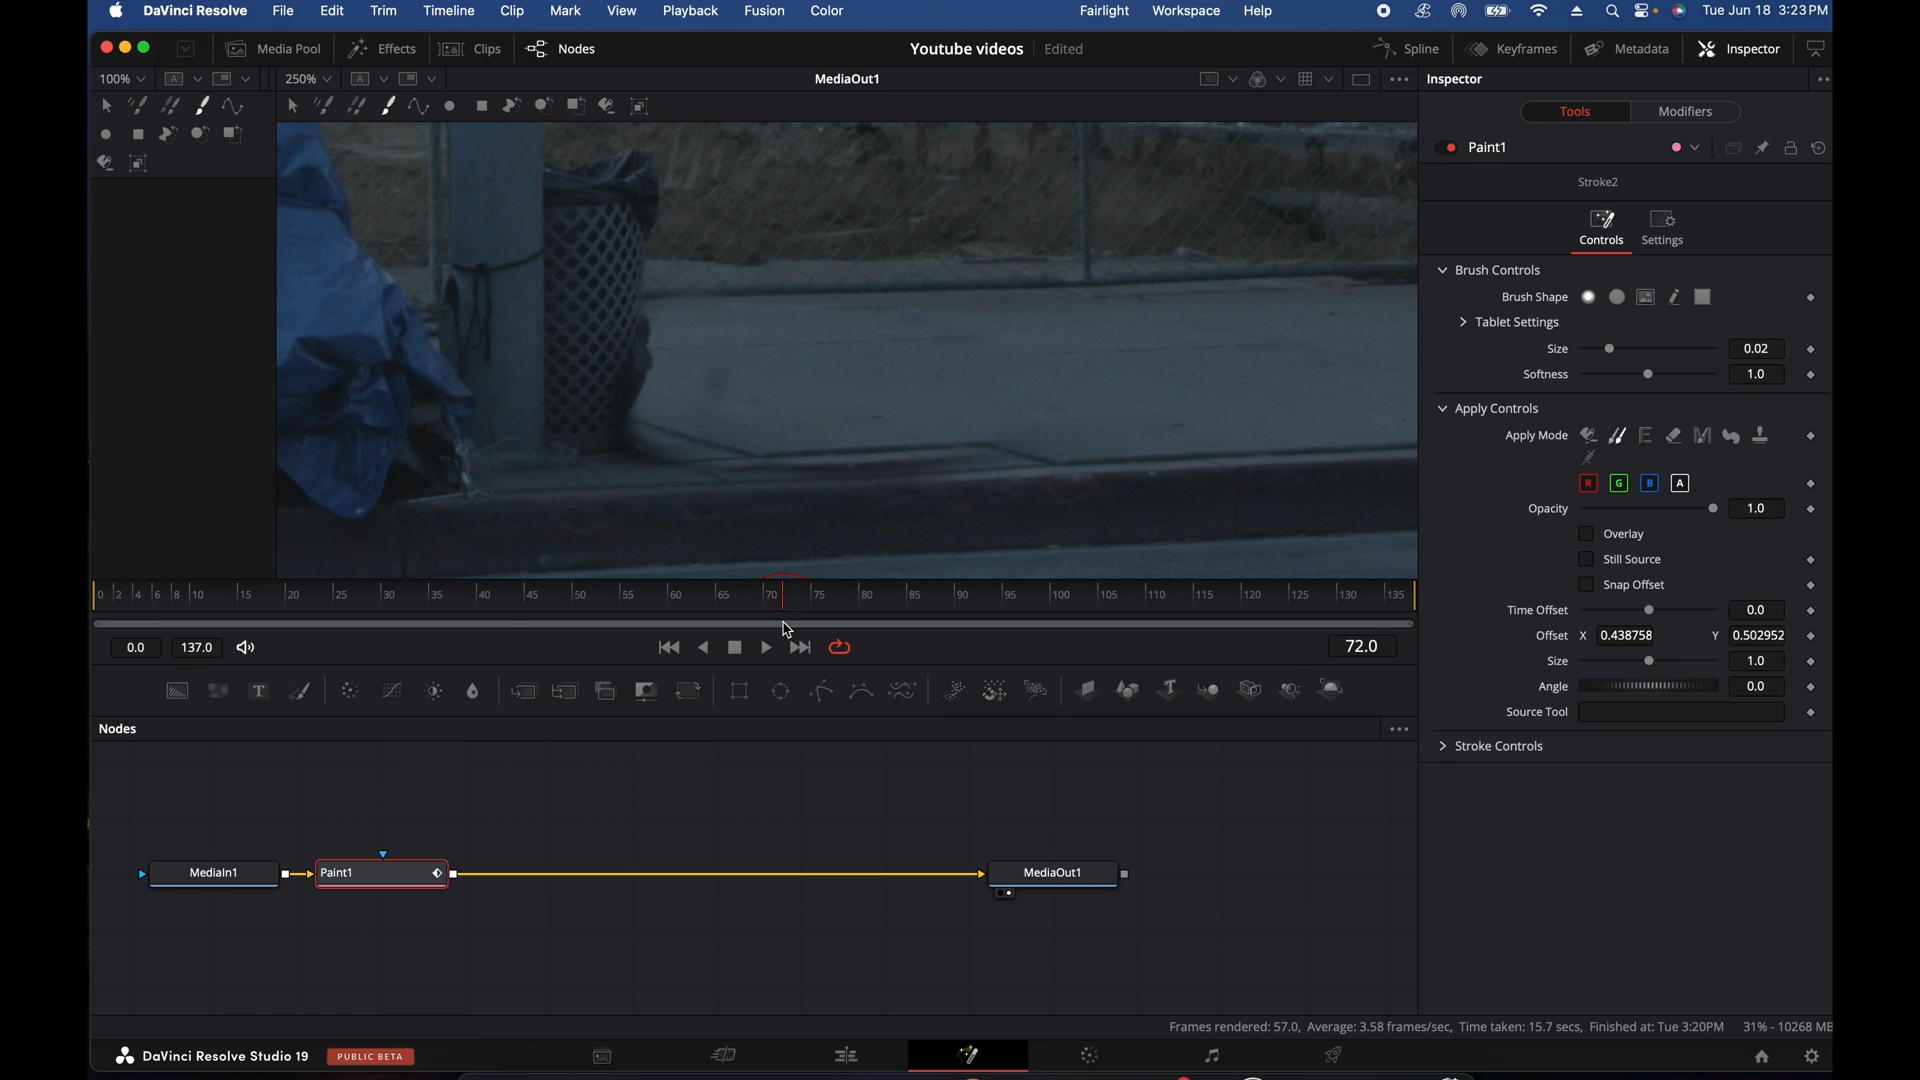 DaVinci Resolve File Edit Trim Timeline Clip Mark View Playback Fusion Color Fairlight Workspace Help Tue Jun 18 3:23PM
Media Pool Effects Clips Nodes Youtube videos Edited Spline Keyframes Metadata Inspector
100% A 250% A MediaOut1 Inspector
Tools Modifiers
Paint1
Stroke2
Controls Settings
Brush Controls
Brush Shape
Tablet Settings
Size 0.02
Softness 1.0
Apply Controls
Apply Mode
R G B A
Opacity 1.0
Overlay
Still Source
Snap Offset
0 2 4 6 8 10 15 20 25 30 35 40 45 50 55 60 65 70 75 80 85 90 95 100 105 110 115 120 125 130 135
Time Offset 0.0
Offset X 0.438758 Y 0.502952
0.0 137.0 72.0
Size 1.0
Angle 0.0
Source Tool
T T
Nodes
Stroke Controls
MediaIn1 Paint1 MediaOut1
Frames rendered: 57.0, Average: 3.58 frames/sec, Time taken: 15.7 secs, Finished at: Tue 3:20PM 31% - 10268 MB
DaVinci Resolve Studio 19 PUBLIC BETA